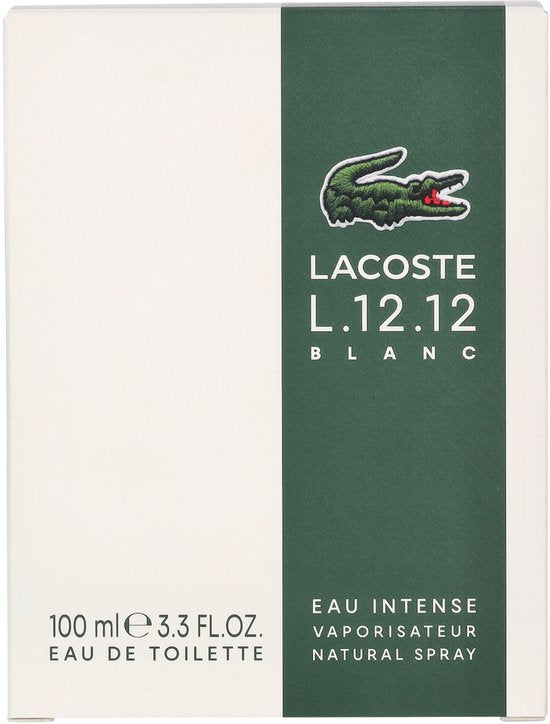 LACOSTE
L.12.12
BLANC
100 ml ℮ 3.3 FL.OZ.
EAU DE TOILETTE
EAU INTENSE
VAPORISATEUR
NATURAL SPRAY